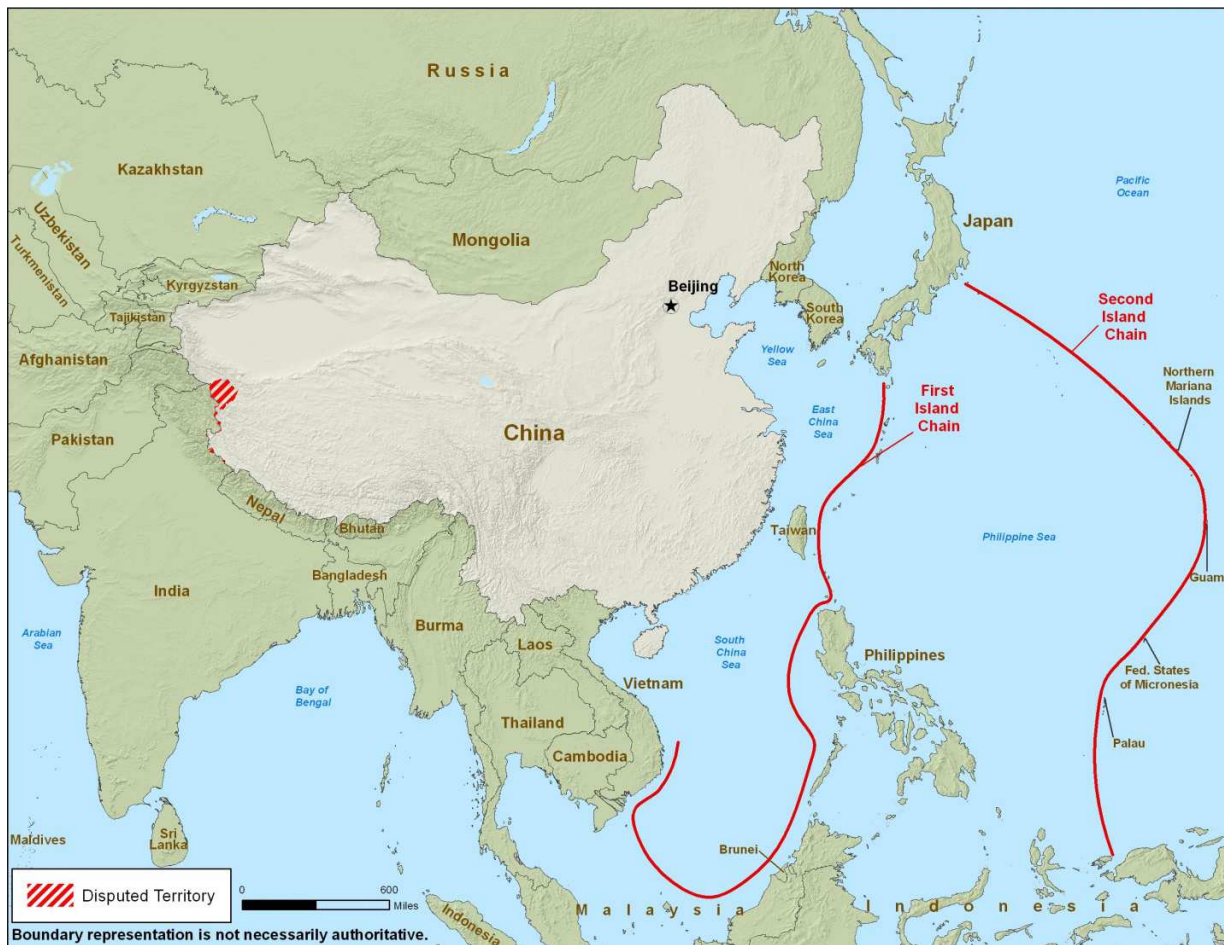 Russia
Kazakhstan
Uzbekistan
Turkmenistan
Mongolia
Kyrgyzstan
Tajikistan
Afghanistan
Pakistan
Beijing
North
Korea
South
Korea
Japan
Pacific
Ocean
Yellow
Sea
East
China
Sea
Second
Island
Chain
First
Island
Chain
Northern
Mariana
Islands
China
Nepal
Bhutan
Bangladesh
India
Burma
Taiwan
Philippine Sea
Guam
Arabian
Sea
Bay of
Bengal
Laos
Vietnam
Thailand
Cambodia
South
China
Sea
Philippines
Fed. States
of Micronesia
Palau
Maldives
Sri
Lanka
Brunei
Malaysia
Indonesia
Indonesia
Disputed Territory
0 600
Miles
Boundary representation is not necessarily authoritative.